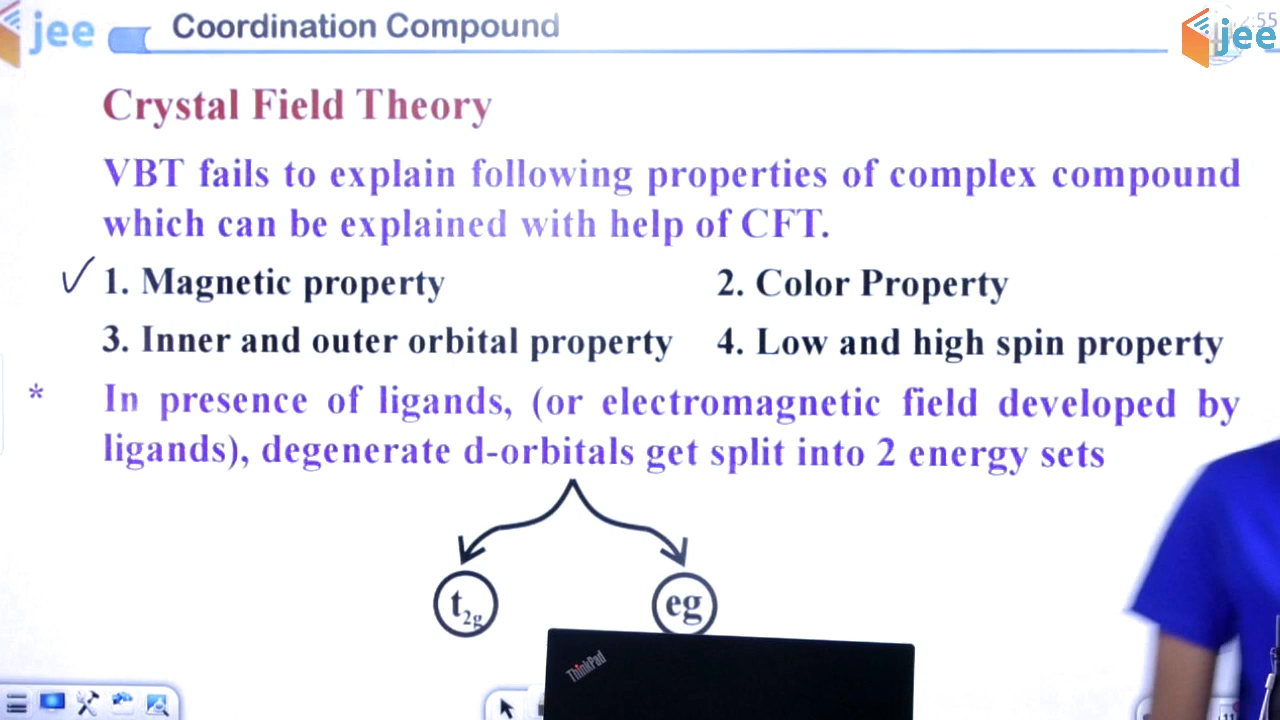 jee
Coordination Compound
:55
jee
Crystal Field Theory
VBT fails to explain following properties of complex compound
which can be explained with help of CFT.
✓ 1. Magnetic property
2. Color Property
3. Inner and outer orbital property
4. Low and high spin property
* In presence of ligands, (or electromagnetic field developed by
ligands), degenerate d-orbitals get split into 2 energy sets
t₂g
eg
ThinkPad